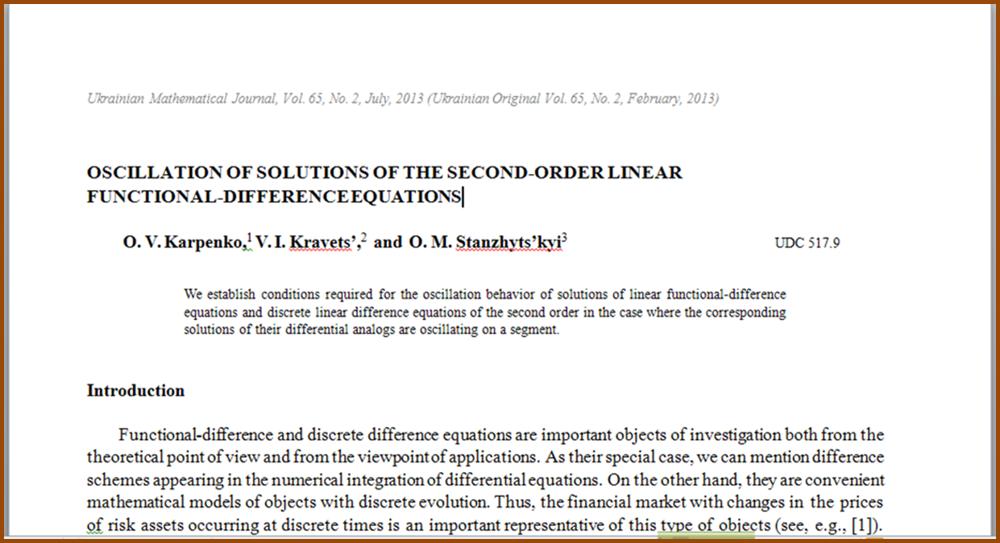 Ukrainian Mathematical Journal, Vol. 65, No. 2, July, 2013 (Ukrainian Original Vol. 65, No. 2, February, 2013)
OSCILLATION OF SOLUTIONS OF THE SECOND-ORDER LINEAR
FUNCTIONAL-DIFFERENCE EQUATIONS
O. V. Karpenko,¹ V. I. Kravets’,² and O. M. Stanzhyts’kyi³ UDC 517.9
We establish conditions required for the oscillation behavior of solutions of linear functional-difference
equations and discrete linear difference equations of the second order in the case where the corresponding
solutions of their differential analogs are oscillating on a segment.
Introduction
Functional-difference and discrete difference equations are important objects of investigation both from the
theoretical point of view and from the viewpoint of applications. As their special case, we can mention difference
schemes appearing in the numerical integration of differential equations. On the other hand, they are convenient
mathematical models of objects with discrete evolution. Thus, the financial market with changes in the prices
of risk assets occurring at discrete times is an important representative of this type of objects (see, e.g., [1]).